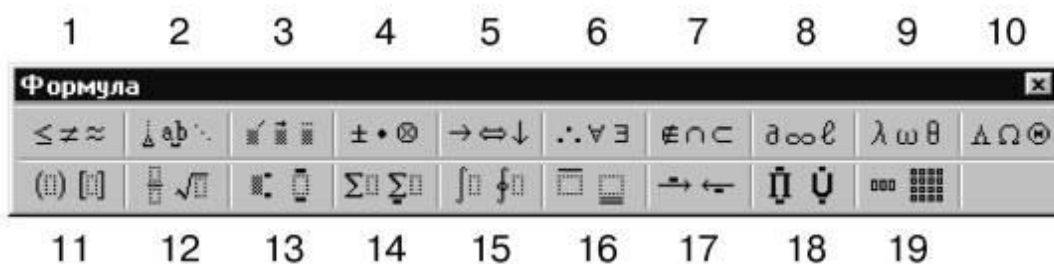 1 2 3 4 5 6 7 8 9 10
Формула
≤ ≠ ≈ ab ⋱ ± • ⊗ → ⇔ ↓ ∴ ∀ ∃ ∉ ∩ ⊂ ∂ ∞ ℓ λ ω θ Λ Ω Θ
(▯) [▯] √▯ Σ▯ Σ▯ ∫▯ ∮▯ → ← Π̣ U̇
11 12 13 14 15 16 17 18 19